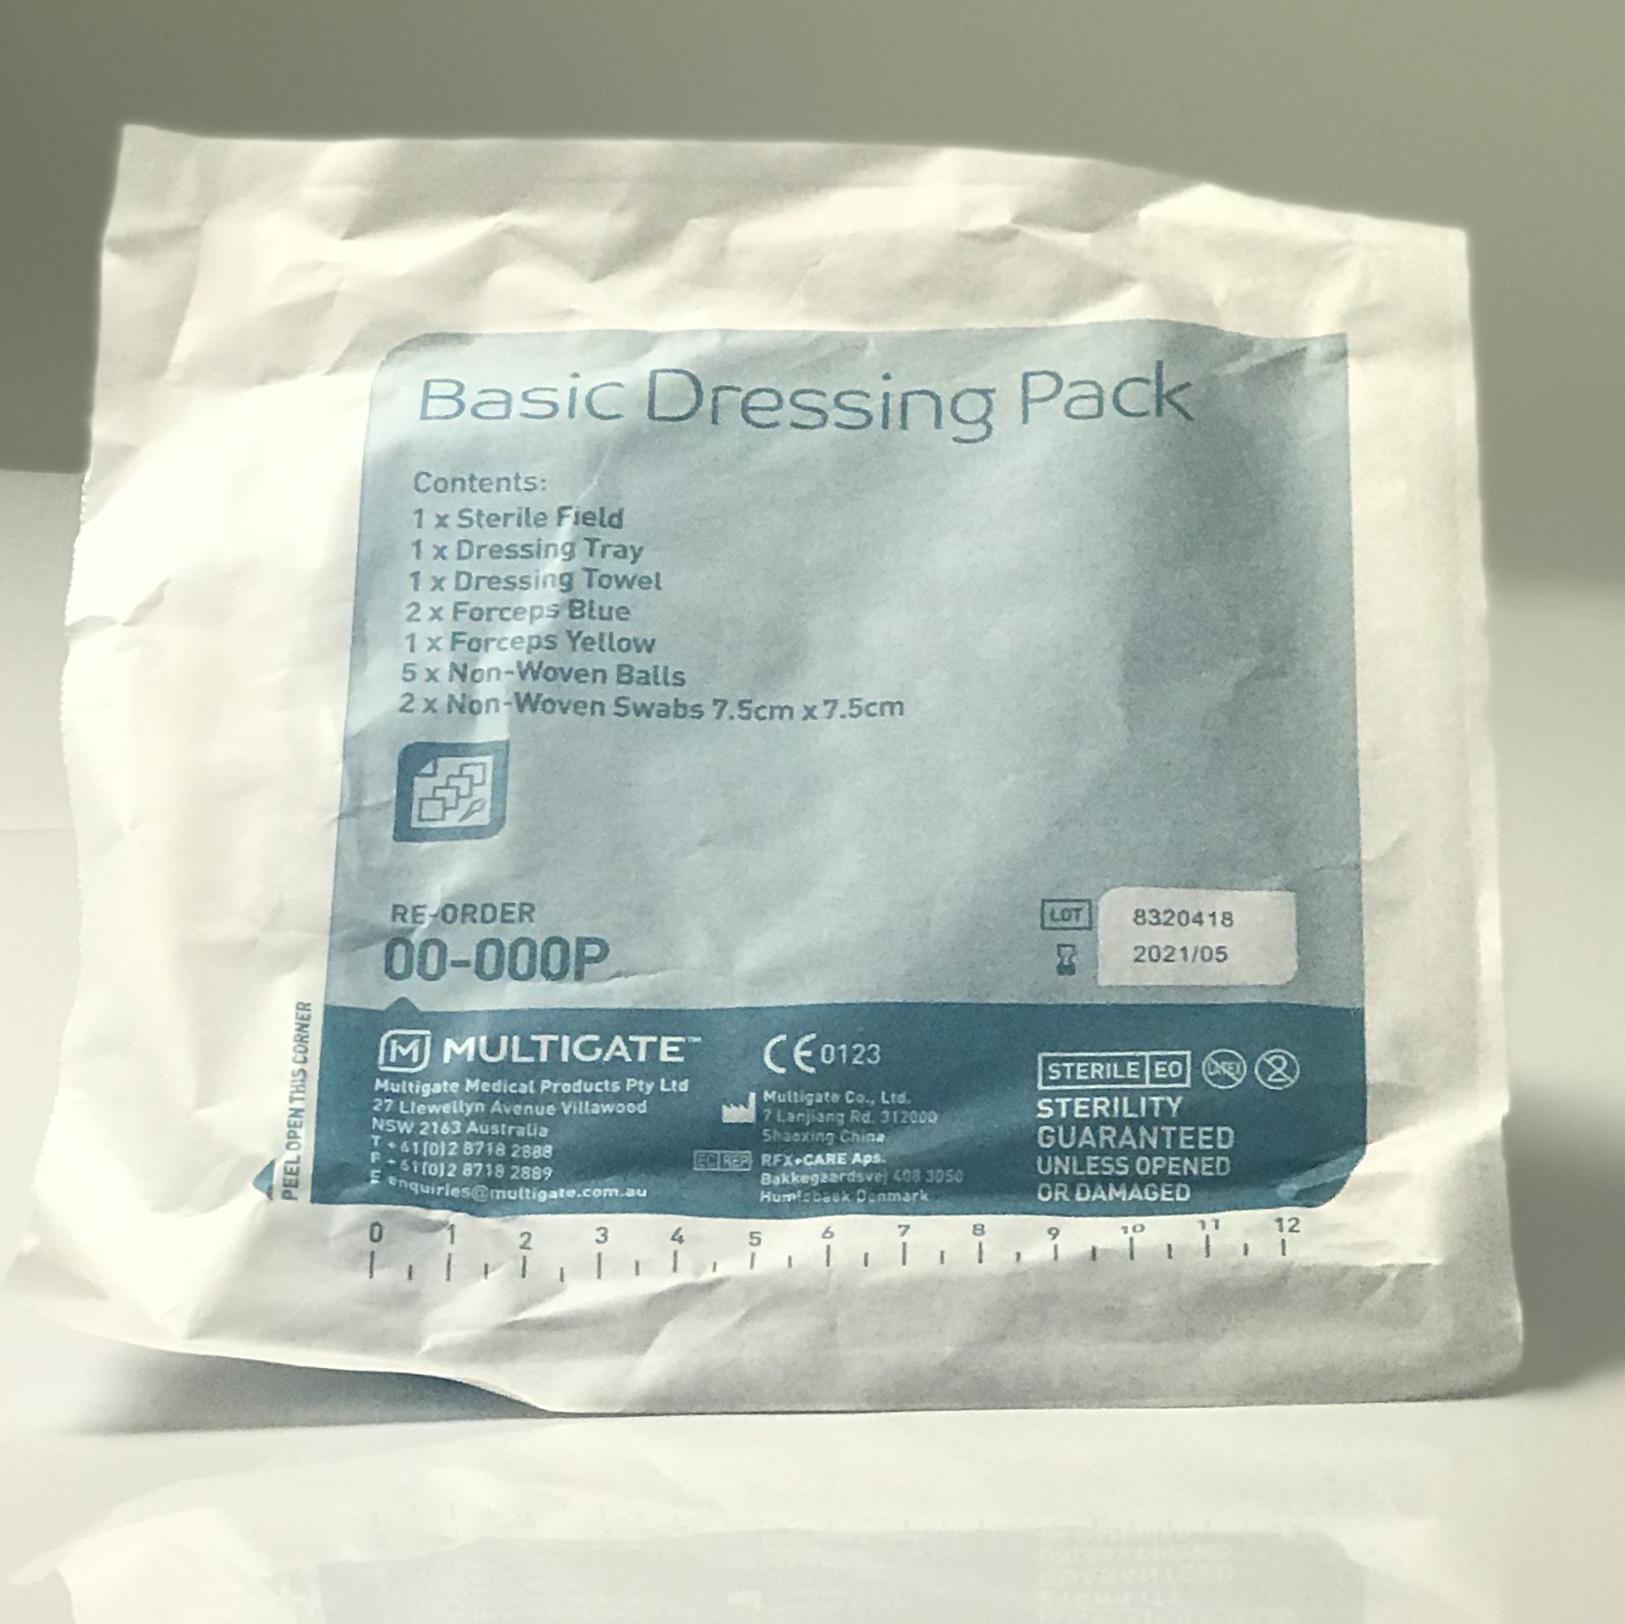 Basic Dressing Pack
Contents:
1 x Sterile Field
1 x Dressing Tray
1 x Dressing Towel
2 x Forceps Blue
1 x Forceps Yellow
5 x Non-Woven Balls
2 x Non-Woven Swabs 7.5cm x 7.5cm
RE-ORDER
00-000P
LOT 8320418
2021/05
PEEL OPEN THIS CORNER
M MULTIGATE™
Multigate Medical Products Pty Ltd
27 Llewellyn Avenue Villawood
NSW 2163 Australia
T +61(0)2 8718 2888
F +61(0)2 8718 2889
E enquiries@multigate.com.au
CE 0123
Multigate Co., Ltd.
7 Lanjiang Rd. 312000
Shaoxing China
EC REP RFX+CARE Aps.
Bakkegaardsvej 408 3050
Humlebaek Denmark
STERILE EO LATEX 2
STERILITY
GUARANTEED
UNLESS OPENED
OR DAMAGED
0 1 2 3 4 5 6 7 8 9 10 11 12